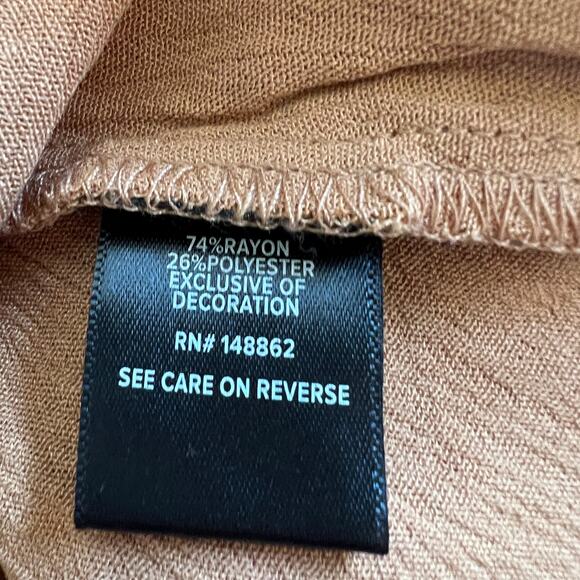 74%RAYON
26%POLYESTER
EXCLUSIVE OF
DECORATION
RN# 148862
SEE CARE ON REVERSE